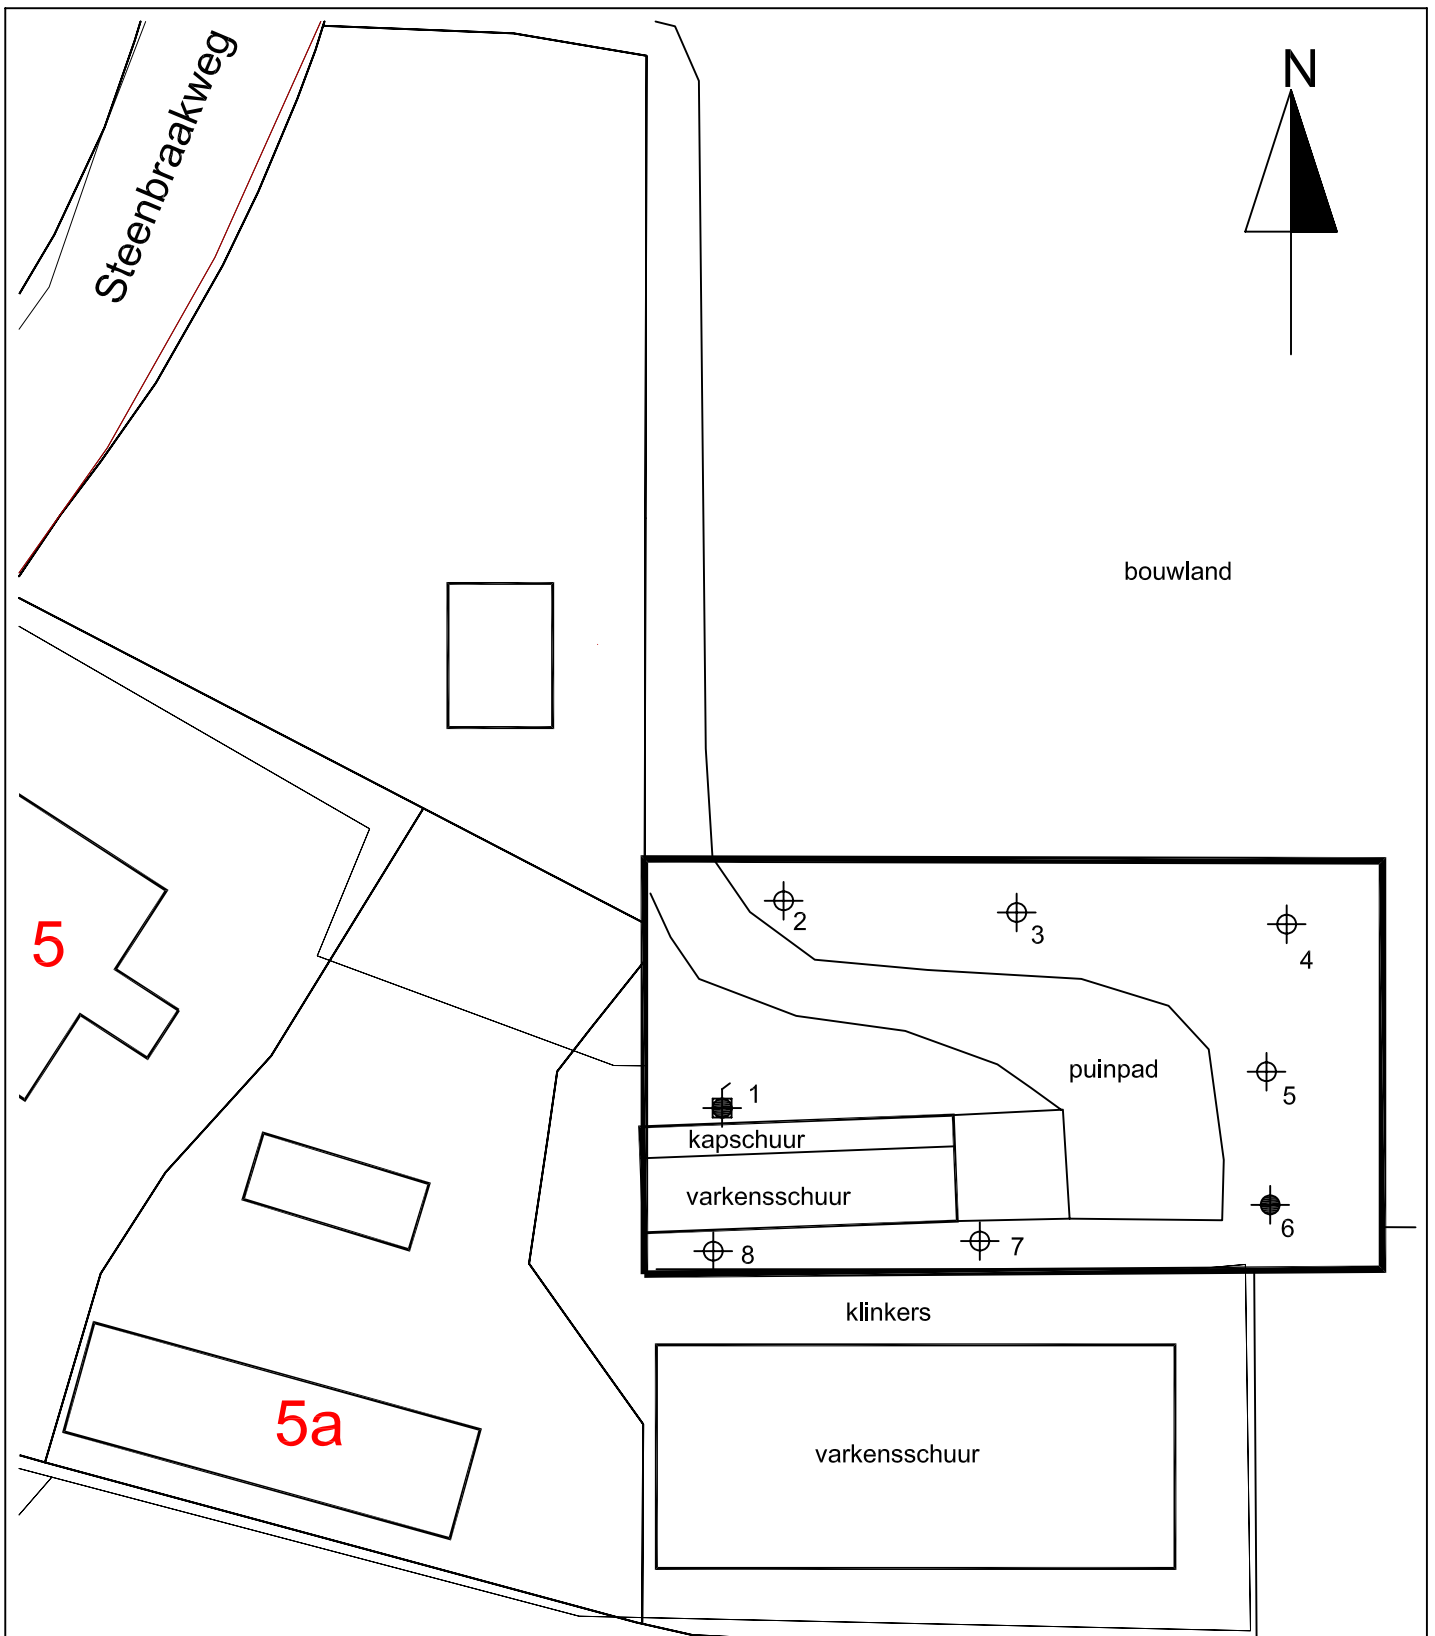 Steenbraakweg
N
bouwland
5
2
3
4
puinpad
5
1
kapschuur
varkensschuur
6
7
8
klinkers
5a
varkensschuur